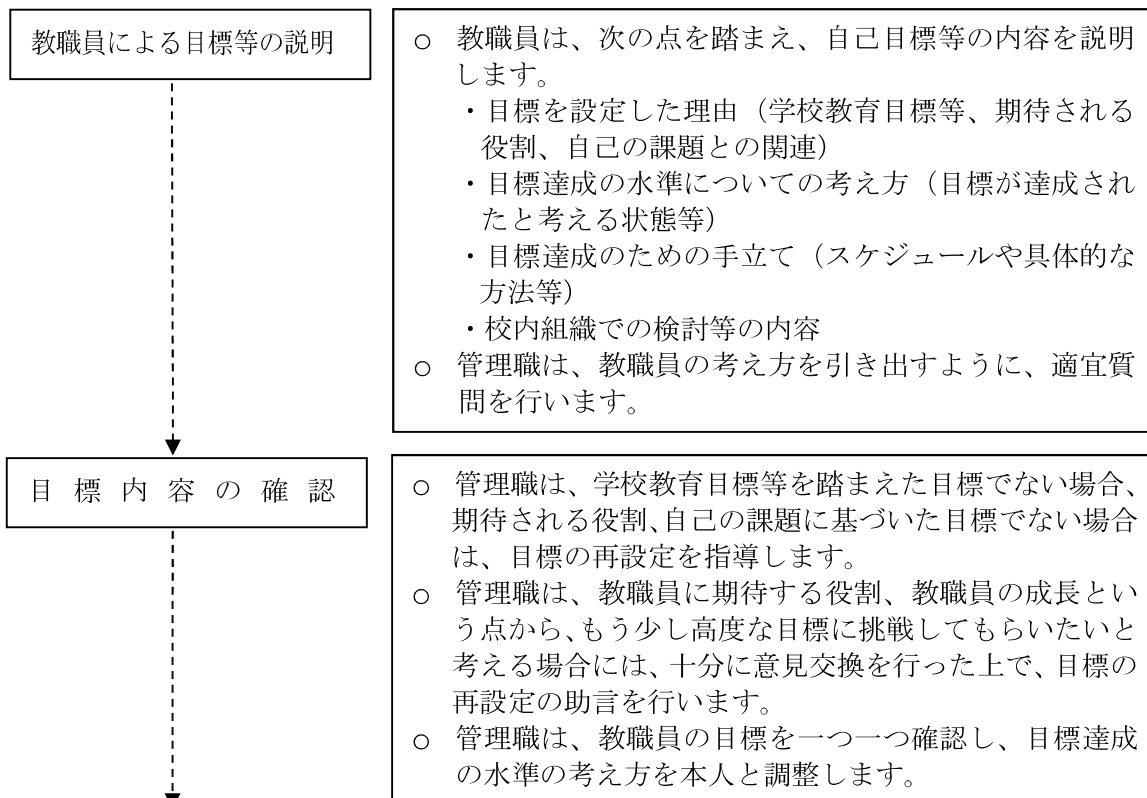 教職員による目標等の説明
○ 教職員は、次の点を踏まえ、自己目標等の内容を説明
します。
・目標を設定した理由（学校教育目標等、期待される
役割、自己の課題との関連）
・目標達成の水準についての考え方（目標が達成され
たと考える状態等）
・目標達成のための手立て（スケジュールや具体的な
方法等）
・校内組織での検討等の内容
○ 管理職は、教職員の考え方を引き出すように、適宜質
問を行います。
目標内容の確認
○ 管理職は、学校教育目標等を踏まえた目標でない場合、
期待される役割、自己の課題に基づいた目標でない場合
は、目標の再設定を指導します。
○ 管理職は、教職員に期待する役割、教職員の成長とい
う点から、もう少し高度な目標に挑戦してもらいたいと
考える場合には、十分に意見交換を行った上で、目標の
再設定の助言を行います。
○ 管理職は、教職員の目標を一つ一つ確認し、目標達成
の水準の考え方を本人と調整します。